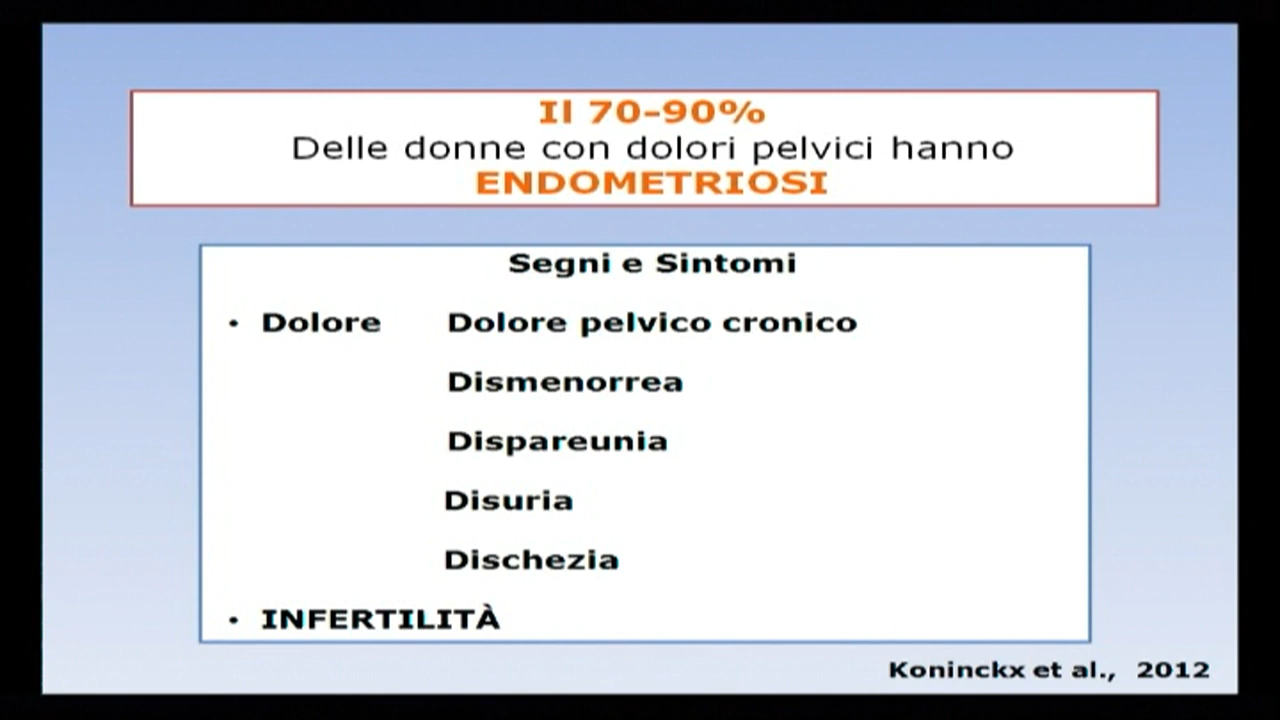 Il 70-90%
Delle donne con dolori pelvici hanno
ENDOMETRIOSI
Segni e Sintomi
• Dolore Dolore pelvico cronico
Dismenorrea
Dispareunia
Disuria
Dischezia
• INFERTILITÀ
Koninckx et al., 2012